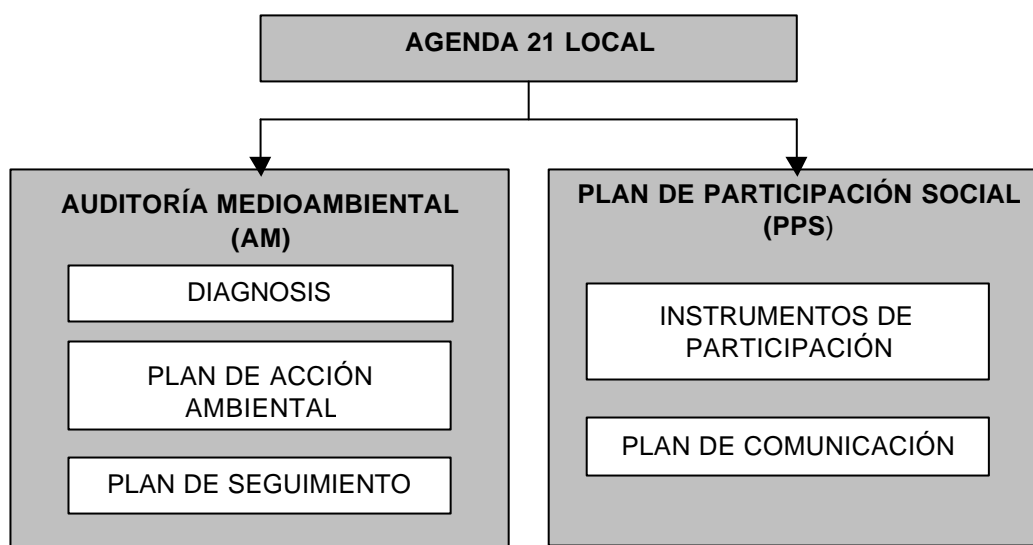 AGENDA 21 LOCAL
AUDITORÍA MEDIOAMBIENTAL
(AM)
DIAGNOSIS
PLAN DE ACCIÓN
AMBIENTAL
PLAN DE SEGUIMIENTO
PLAN DE PARTICIPACIÓN SOCIAL
(PPS)
INSTRUMENTOS DE
PARTICIPACIÓN
PLAN DE COMUNICACIÓN